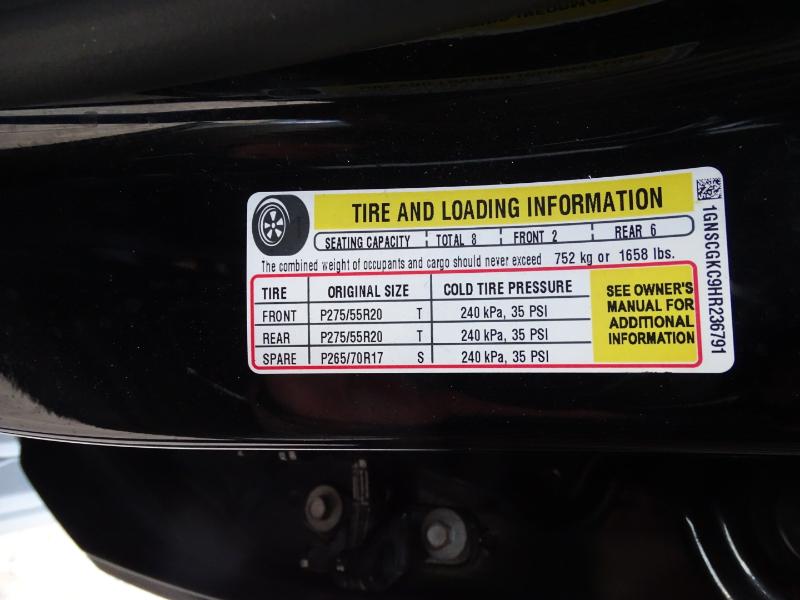 TIRE AND LOADING INFORMATION
SEATING CAPACITY TOTAL 8 FRONT 2 REAR 6
The combined weight of occupants and cargo should never exceed 752 kg or 1658 lbs.
TIRE ORIGINAL SIZE COLD TIRE PRESSURE
FRONT P275/55R20 T 240 kPa, 35 PSI
REAR P275/55R20 T 240 kPa, 35 PSI
SPARE P265/70R17 S 240 kPa, 35 PSI
SEE OWNER'S
MANUAL FOR
ADDITIONAL
INFORMATION
1GNSCGKC9HR236791